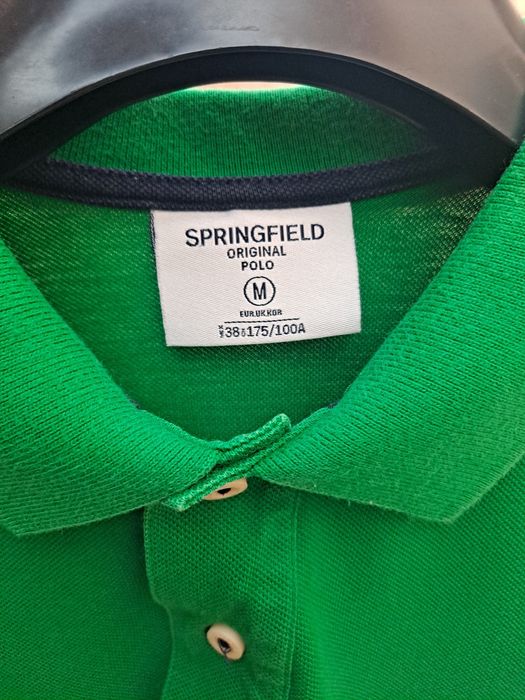 SPRINGFIELD
ORIGINAL
POLO
M
EUR.UK.KOR
38 175/100A